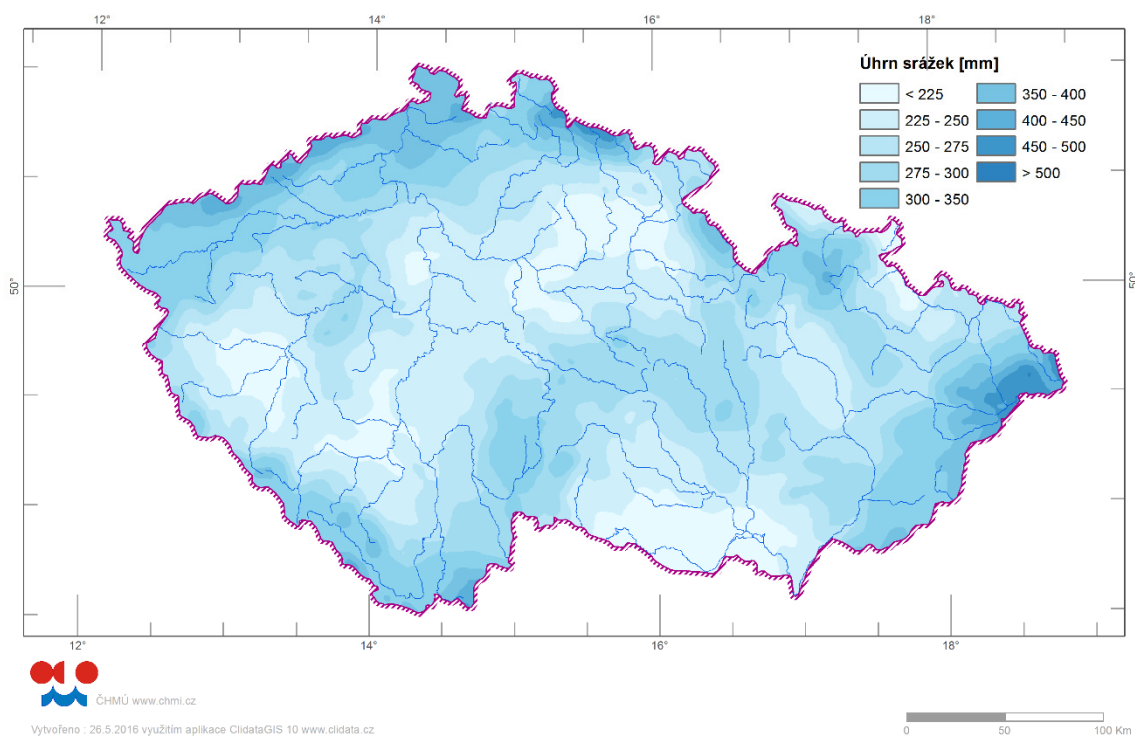 12° 14° 16° 18°
Úhrn srážek [mm]
< 225
225 - 250
250 - 275
275 - 300
300 - 350
350 - 400
400 - 450
450 - 500
> 500
50° 50°
12° 14° 16° 18°
ČHMÚ www.chmi.cz
Vytvořeno : 26.5.2016 využitím aplikace ClidataGIS 10 www.clidata.cz
0 50 100 Km